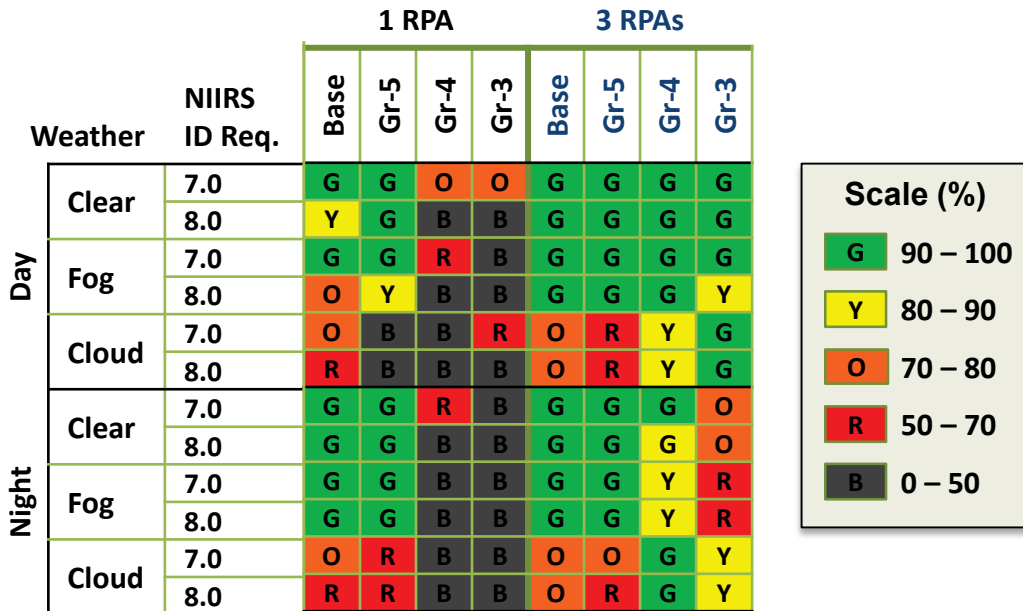 1 RPA 3 RPAs
Weather NIIRS ID Req. Base Gr-5 Gr-4 Gr-3 Base Gr-5 Gr-4 Gr-3
Day Clear 7.0 G G O O G G G G
8.0 Y G B B G G G G
Fog 7.0 G G R B G G G G
8.0 O Y B B G G G Y
Cloud 7.0 O B B R O R Y G
8.0 R B B B O R Y G
Night Clear 7.0 G G R B G G G O
8.0 G G B B G G G O
Fog 7.0 G G B B G G Y R
8.0 G G B B G G Y R
Cloud 7.0 O R B B O O G Y
8.0 R R B B O R G Y
Scale (%)
G 90 – 100
Y 80 – 90
O 70 – 80
R 50 – 70
B 0 – 50